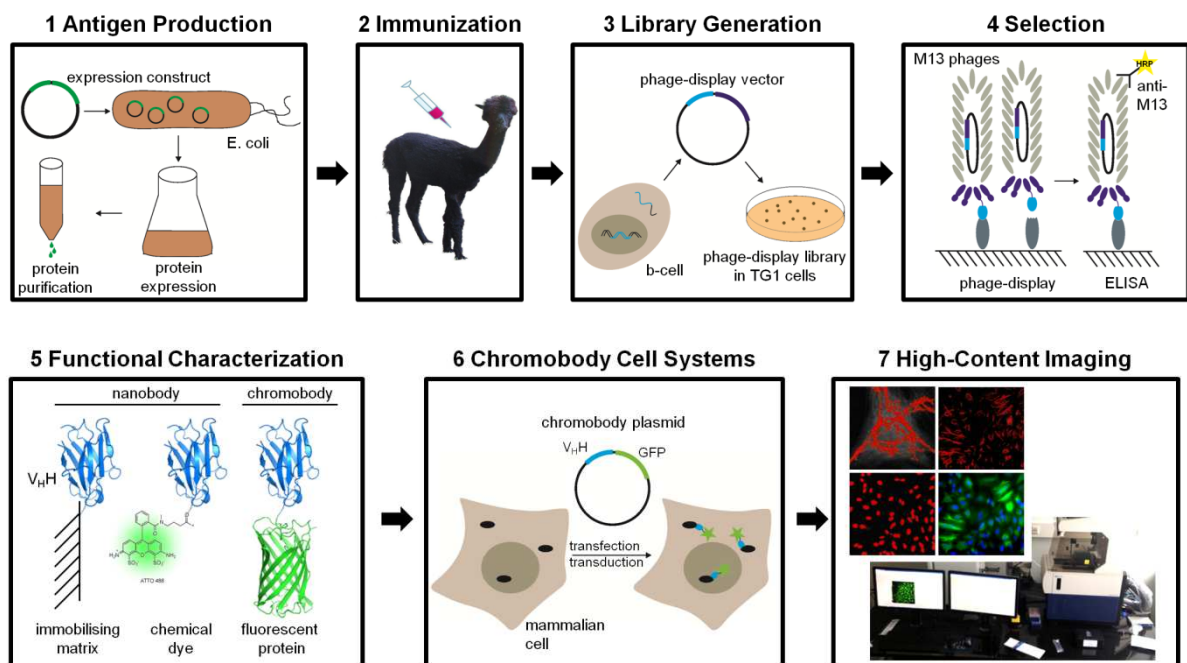 1 Antigen Production
expression construct
E. coli
protein
purification
protein
expression
2 Immunization
3 Library Generation
phage-display vector
b-cell
phage-display library
in TG1 cells
4 Selection
M13 phages
HRP
anti-
M13
phage-display
ELISA
5 Functional Characterization
nanobody
chromobody
VHH
ATTO 488
immobilising
matrix
chemical
dye
fluorescent
protein
6 Chromobody Cell Systems
chromobody plasmid
VHH
GFP
transfection
transduction
mammalian
cell
7 High-Content Imaging